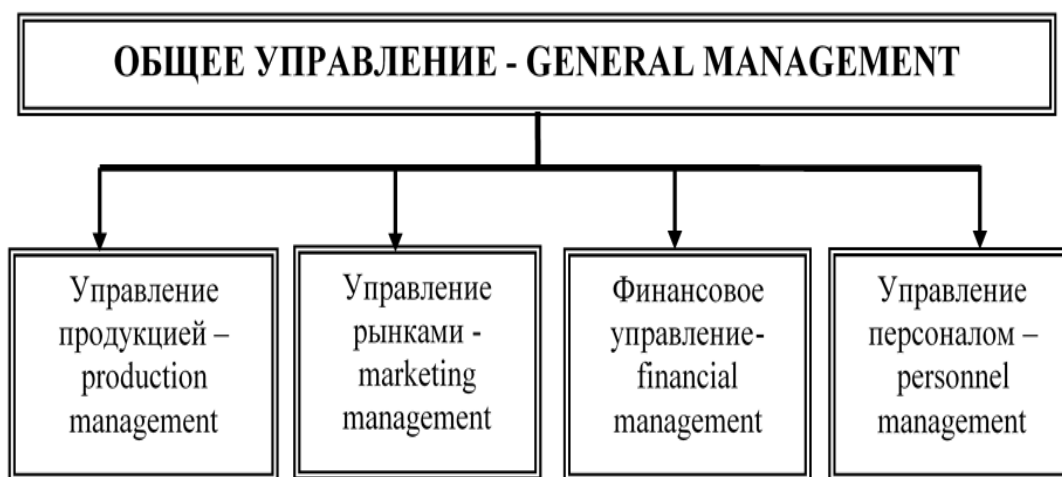 ОБЩЕЕ УПРАВЛЕНИЕ - GENERAL MANAGEMENT
Управление
продукцией –
production
management
Управление
рынками -
marketing
management
Финансовое
управление-
financial
management
Управление
персоналом –
personnel
management